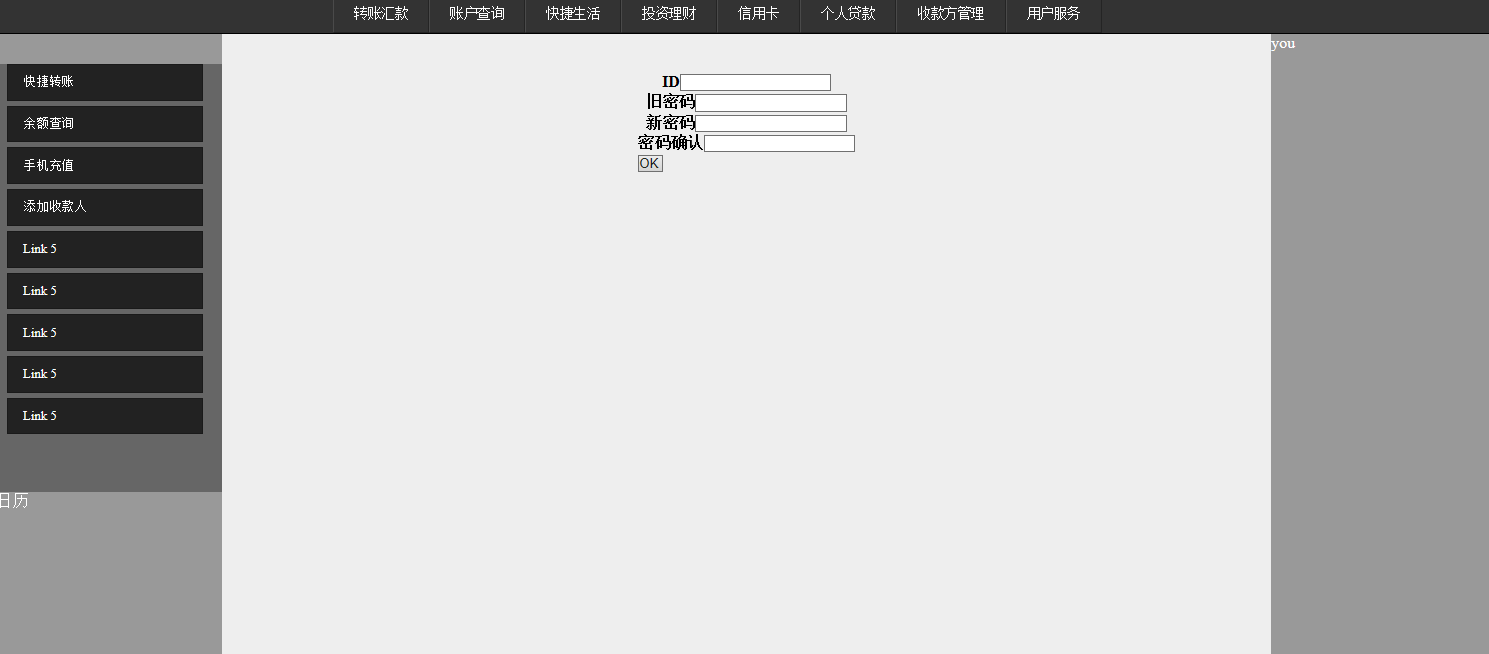 转账汇款 账户查询 快捷生活 投资理财 信用卡 个人贷款 收款方管理 用户服务
快捷转账
余额查询
手机充值
添加收款人
Link 5
Link 5
Link 5
Link 5
Link 5
日历
ID
旧密码
新密码
密码确认
OK
you